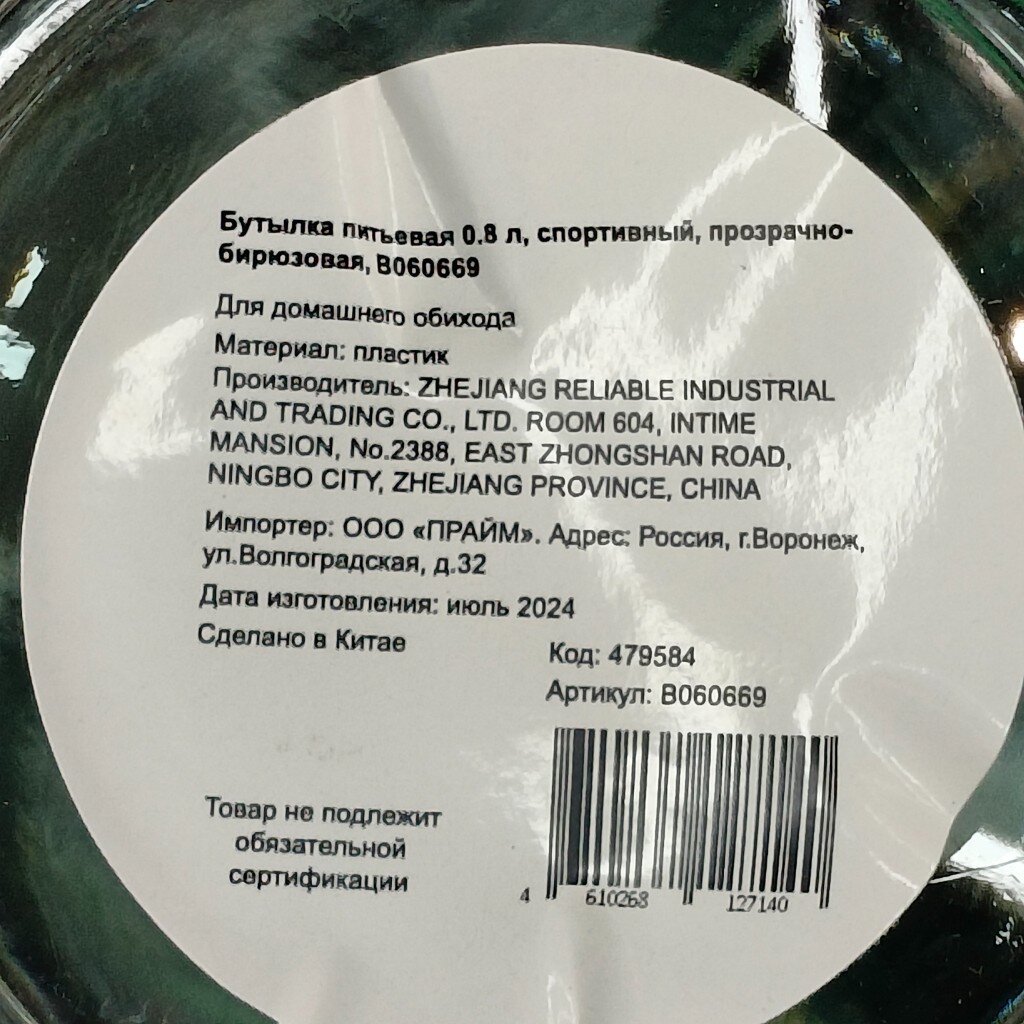 Бутылка питьевая 0.8 л, спортивный, прозрачно-
бирюзовая, B060669
Для домашнего обихода
Материал: пластик
Производитель: ZHEJIANG RELIABLE INDUSTRIAL
AND TRADING CO., LTD. ROOM 604, INTIME
MANSION, No.2388, EAST ZHONGSHAN ROAD,
NINGBO CITY, ZHEJIANG PROVINCE, CHINA
Импортер: ООО «ПРАЙМ». Адрес: Россия, г.Воронеж,
ул.Волгоградская, д.32
Дата изготовления: июль 2024
Сделано в Китае
Код: 479584
Артикул: B060669
Товар не подлежит
обязательной
сертификации
4 610268 127140